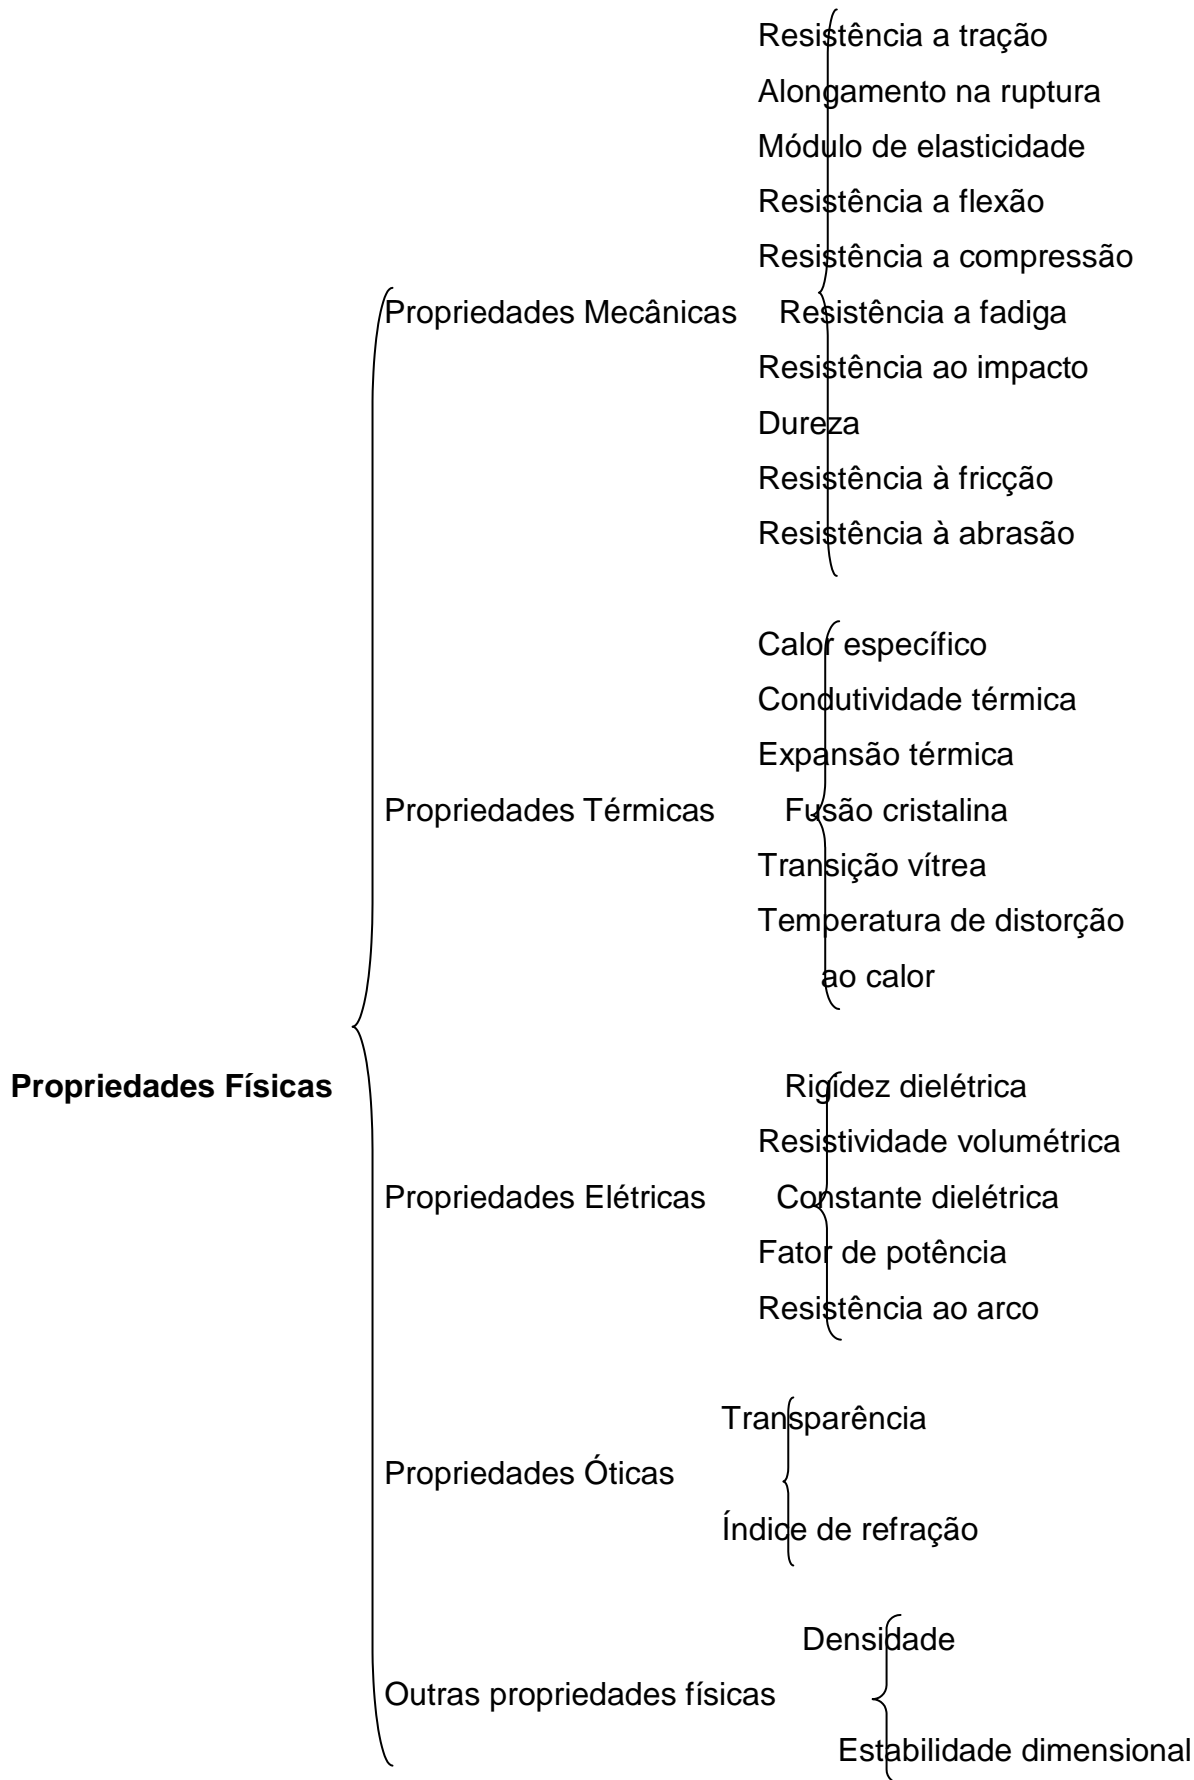 Resistência a tração
Alongamento na ruptura
Módulo de elasticidade
Resistência a flexão
Resistência a compressão
Propriedades Mecânicas Resistência a fadiga
Resistência ao impacto
Dureza
Resistência à fricção
Resistência à abrasão
Calor específico
Condutividade térmica
Expansão térmica
Propriedades Térmicas Fusão cristalina
Transição vítrea
Temperatura de distorção
ao calor
Propriedades Físicas Rigidez dielétrica
Resistividade volumétrica
Propriedades Elétricas Constante dielétrica
Fator de potência
Resistência ao arco
Transparência
Propriedades Óticas
Índice de refração
Densidade
Outras propriedades físicas
Estabilidade dimensional